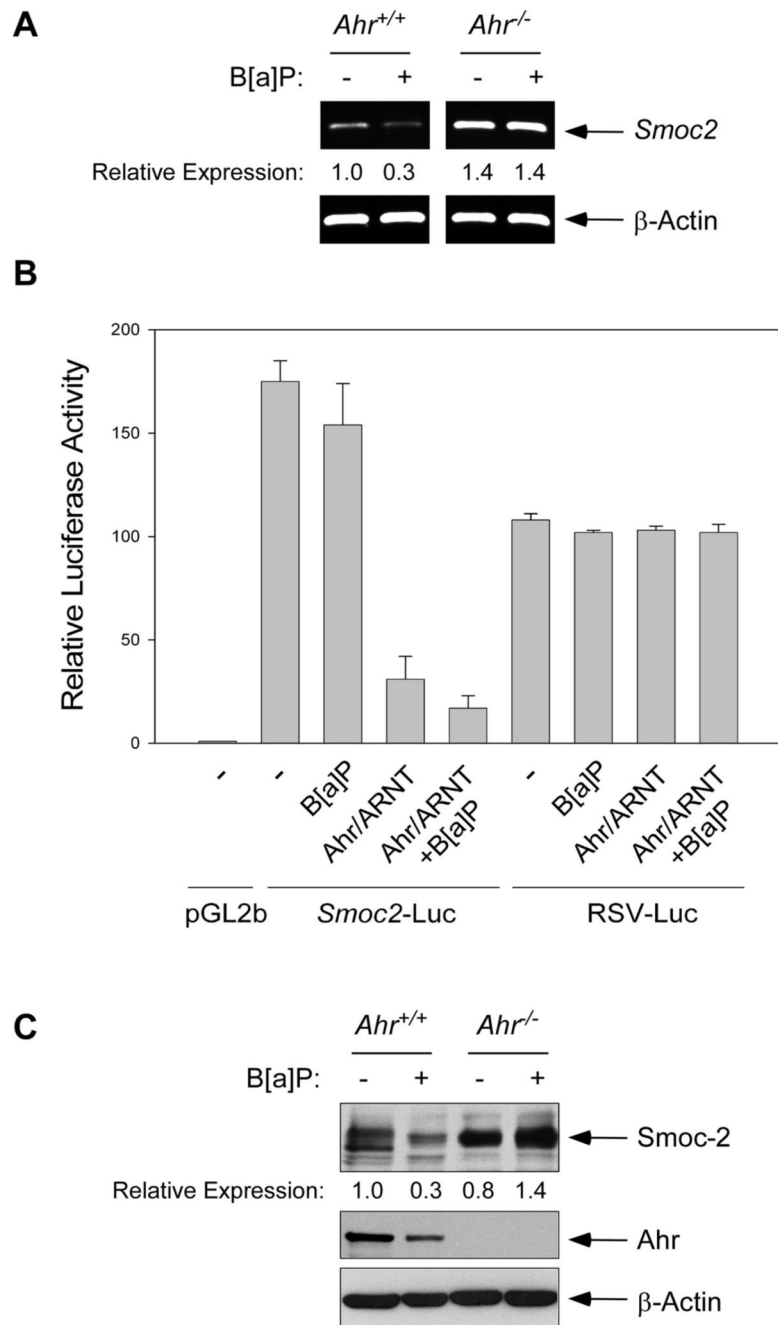 A
Ahr+/+ Ahr-/-
B[a]P: - + - +
Smoc2
Relative Expression: 1.0 0.3 1.4 1.4
β-Actin
B
Relative Luciferase Activity
200
150
100
50
0
-
-
B[a]P
Ahr/ARNT
Ahr/ARNT
+B[a]P
-
B[a]P
Ahr/ARNT
Ahr/ARNT
+B[a]P
pGL2b Smoc2-Luc RSV-Luc
C
Ahr+/+ Ahr-/-
B[a]P: - + - +
Smoc-2
Relative Expression: 1.0 0.3 0.8 1.4
Ahr
β-Actin